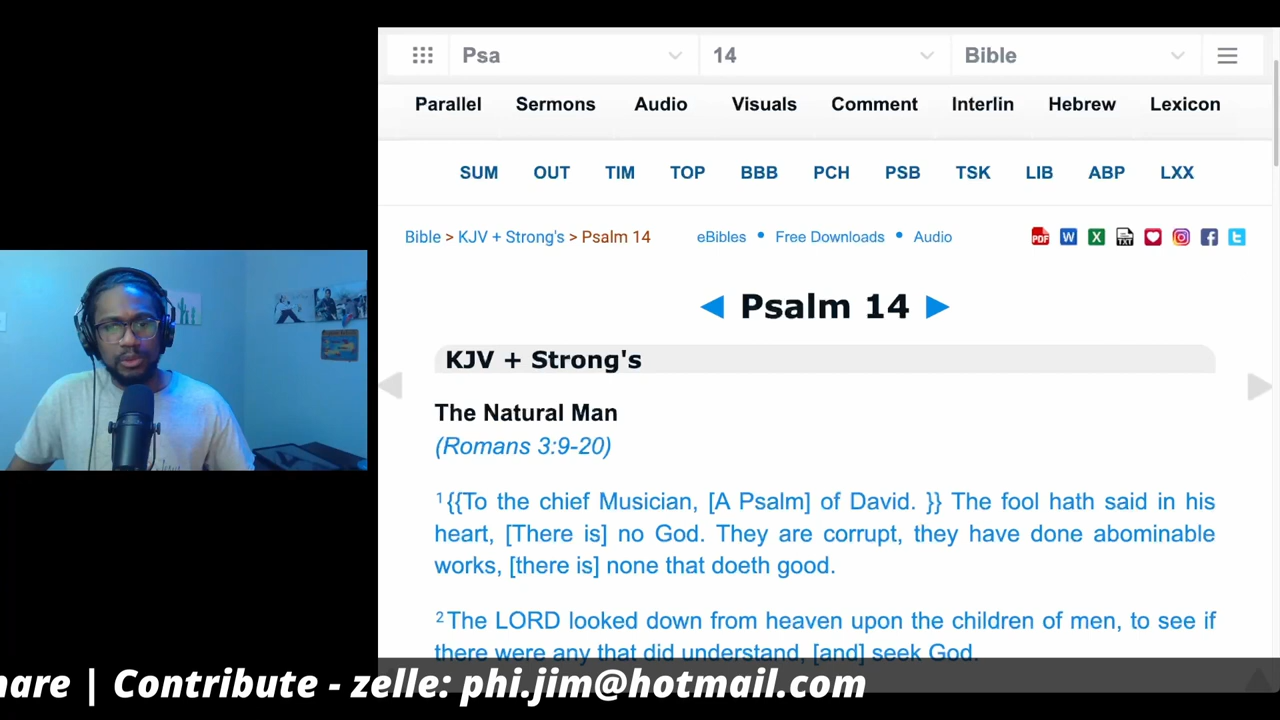 Psa 14 Bible
Parallel Sermons Audio Visuals Comment Interlin Hebrew Lexicon
SUM OUT TIM TOP BBB PCH PSB TSK LIB ABP LXX
Bible > KJV + Strong's > Psalm 14 eBibles • Free Downloads • Audio
◄ Psalm 14 ►
KJV + Strong's
The Natural Man
(Romans 3:9-20)
1{{To the chief Musician, [A Psalm] of David. }} The fool hath said in his
heart, [There is] no God. They are corrupt, they have done abominable
works, [there is] none that doeth good.
2The LORD looked down from heaven upon the children of men, to see if
there were any that did understand, [and] seek God.
are | Contribute - zelle: phi.jim@hotmail.com